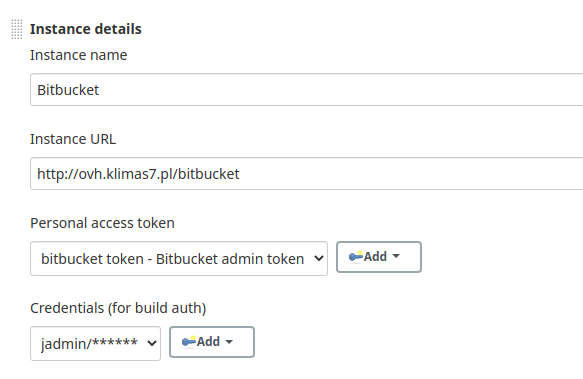 Instance details
Instance name
Bitbucket
Instance URL
http://ovh.klimas7.pl/bitbucket
Personal access token
bitbucket token - Bitbucket admin token
Add
Credentials (for build auth)
jadmin/******
Add